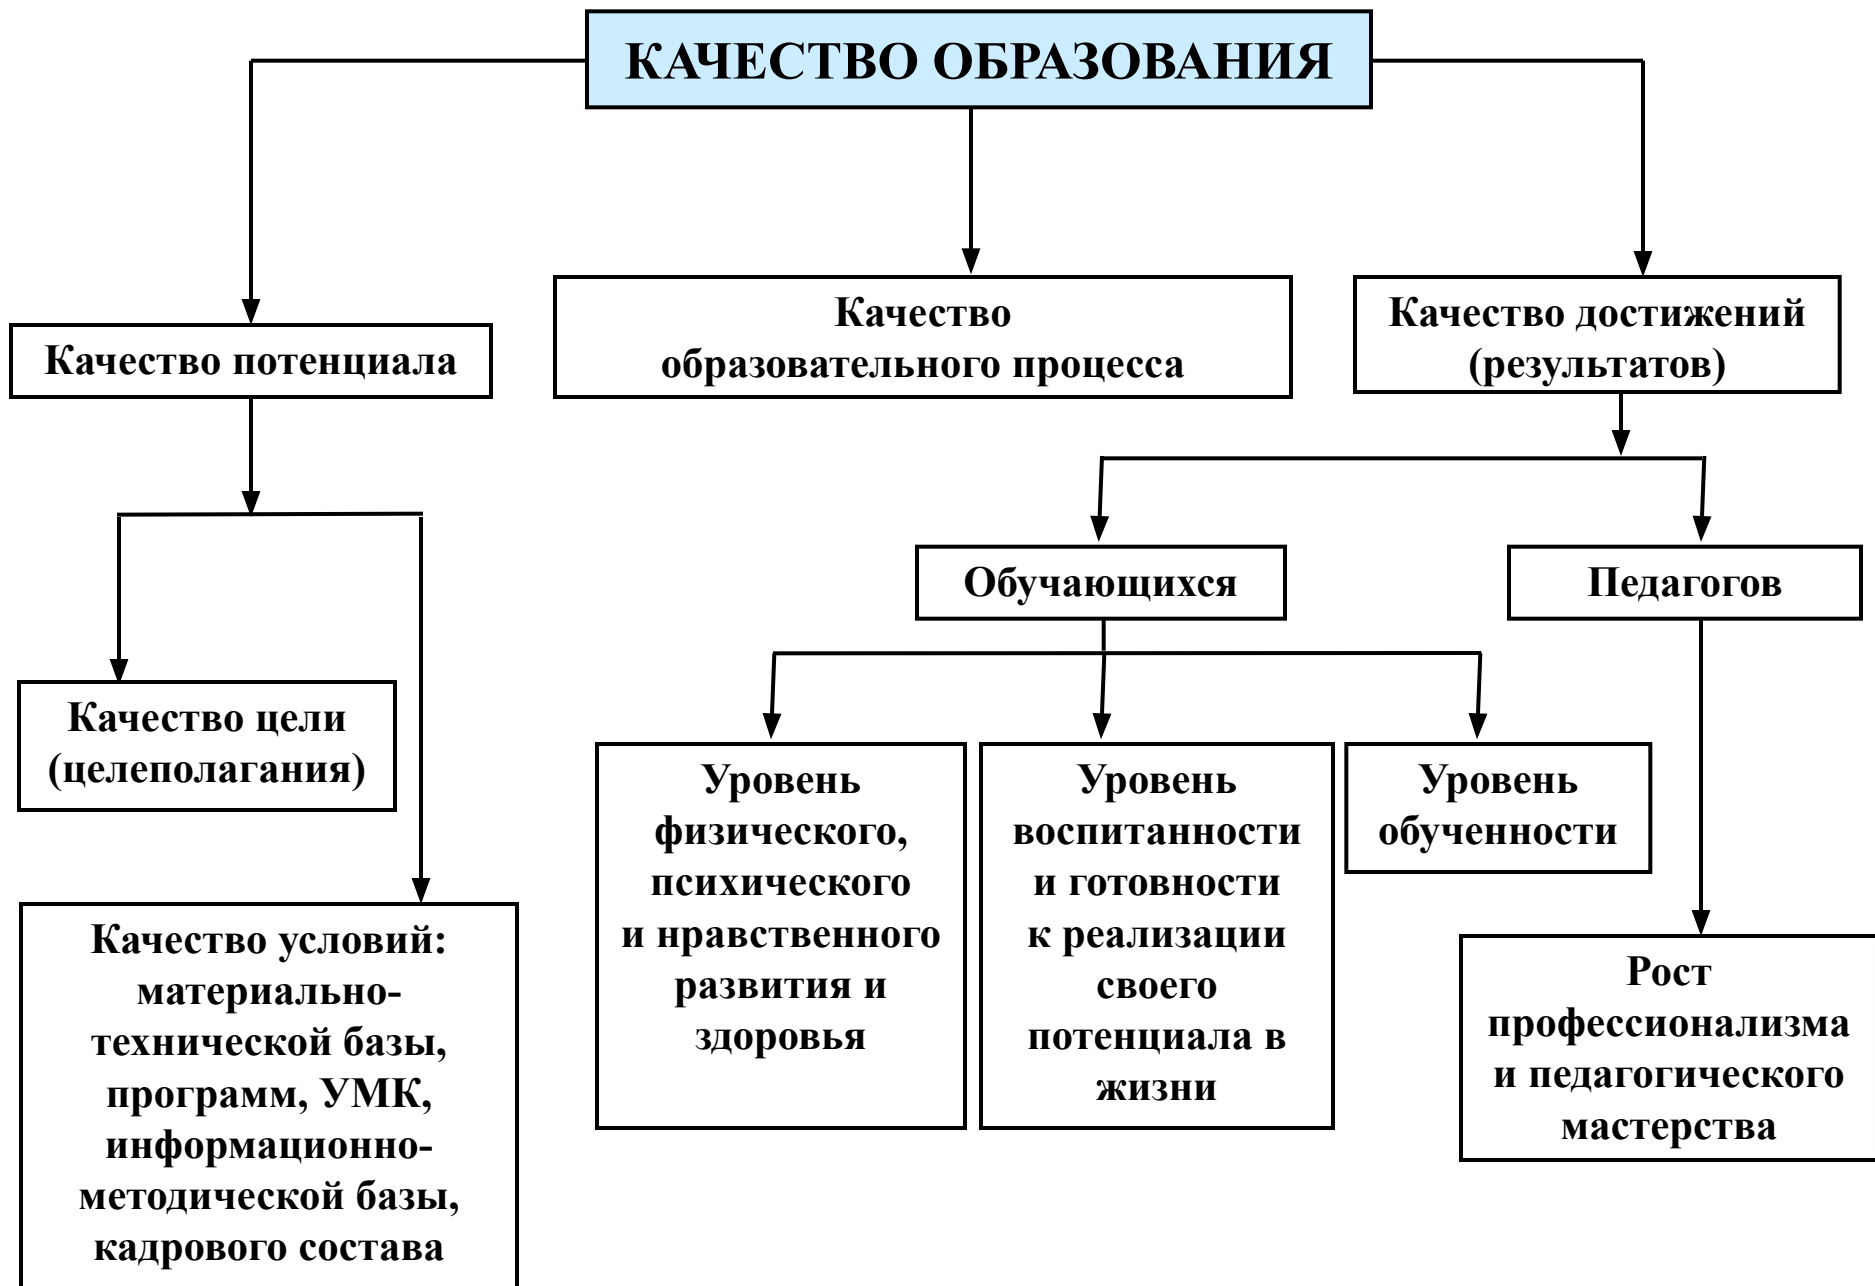 КАЧЕСТВО ОБРАЗОВАНИЯ
Качество потенциала
Качество
образовательного процесса
Качество достижений
(результатов)
Обучающихся
Педагогов
Качество цели
(целеполагания)
Качество условий:
материально-
технической базы,
программ, УМК,
информационно-
методической базы,
кадрового состава
Уровень
физического,
психического
и нравственного
развития и
здоровья
Уровень
воспитанности
и готовности
к реализации
своего
потенциала в
жизни
Уровень
обученности
Рост
профессионализма
и педагогического
мастерства